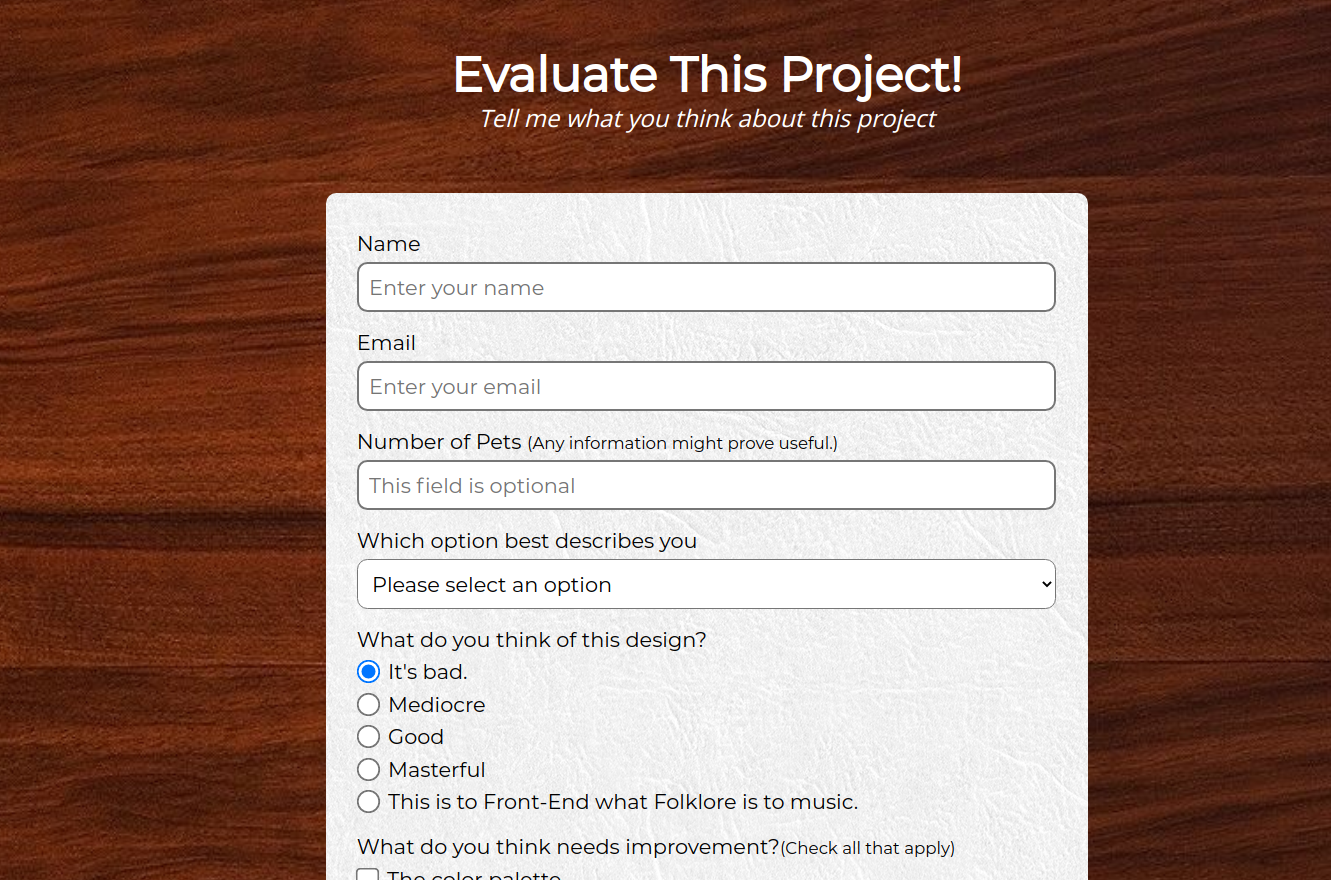 Evaluate This Project!
Tell me what you think about this project
Name
Enter your name
Email
Enter your email
Number of Pets (Any information might prove useful.)
This field is optional
Which option best describes you
Please select an option
What do you think of this design?
It's bad.
Mediocre
Good
Masterful
This is to Front-End what Folklore is to music.
What do you think needs improvement?(Check all that apply)
The color palette